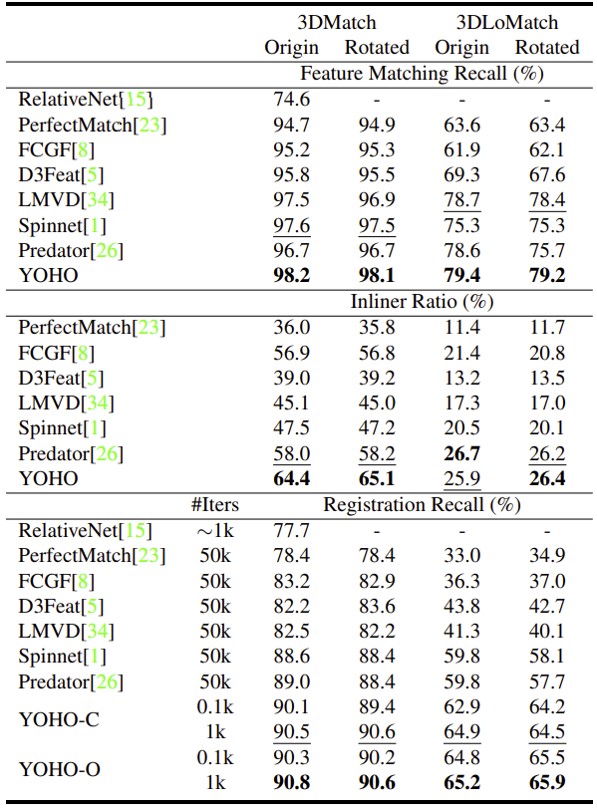 3DMatch 3DLoMatch
Origin Rotated Origin Rotated
Feature Matching Recall (%)
RelativeNet[15] 74.6 - - -
PerfectMatch[23] 94.7 94.9 63.6 63.4
FCGF[8] 95.2 95.3 61.9 62.1
D3Feat[5] 95.8 95.5 69.3 67.6
LMVD[34] 97.5 96.9 78.7 78.4
Spinnet[1] 97.6 97.5 75.3 75.3
Predator[26] 96.7 96.7 78.6 75.7
YOHO 98.2 98.1 79.4 79.2
Inliner Ratio (%)
PerfectMatch[23] 36.0 35.8 11.4 11.7
FCGF[8] 56.9 56.8 21.4 20.8
D3Feat[5] 39.0 39.2 13.2 13.5
LMVD[34] 45.1 45.0 17.3 17.0
Spinnet[1] 47.5 47.2 20.5 20.1
Predator[26] 58.0 58.2 26.7 26.2
YOHO 64.4 65.1 25.9 26.4
#Iters Registration Recall (%)
RelativeNet[15] ~1k 77.7 - - -
PerfectMatch[23] 50k 78.4 78.4 33.0 34.9
FCGF[8] 50k 83.2 82.9 36.3 37.0
D3Feat[5] 50k 82.2 83.6 43.8 42.7
LMVD[34] 50k 82.5 82.2 41.3 40.1
Spinnet[1] 50k 88.6 88.4 59.8 58.1
Predator[26] 50k 89.0 88.4 59.8 57.7
YOHO-C 0.1k 90.1 89.4 62.9 64.2
1k 90.5 90.6 64.9 64.5
YOHO-O 0.1k 90.3 90.2 64.8 65.5
1k 90.8 90.6 65.2 65.9